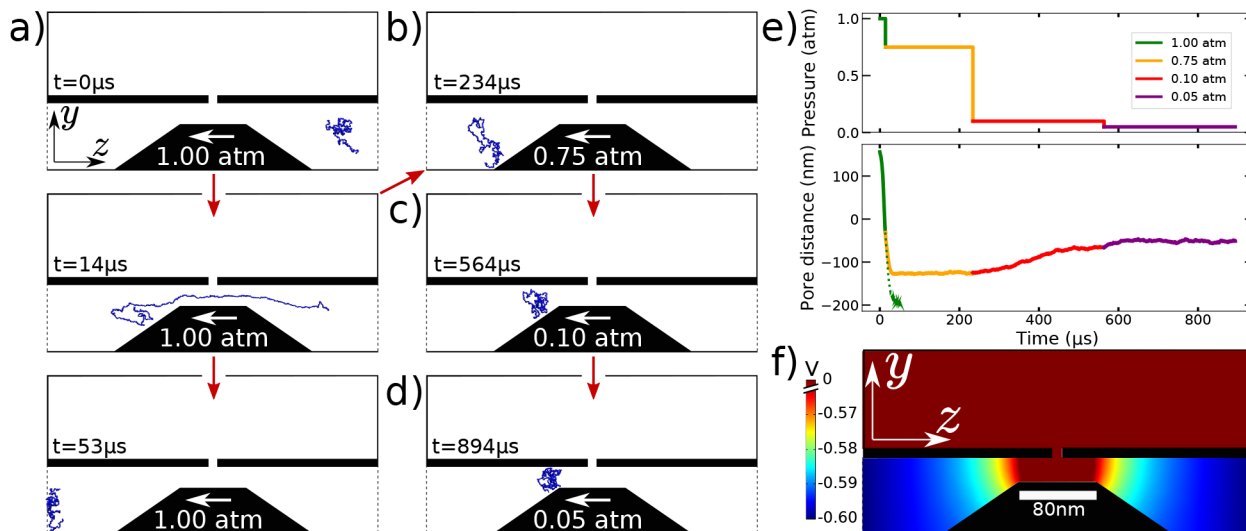 a)
t=0μs
y
z
1.00 atm
t=14μs
1.00 atm
t=53μs
1.00 atm
b)
t=234μs
0.75 atm
c)
t=564μs
0.10 atm
d)
t=894μs
0.05 atm
e)
Pressure (atm)
1.0
0.5
0.0
1.00 atm
0.75 atm
0.10 atm
0.05 atm
Pore distance (nm)
100
0
−100
−200
0 200 400 600 800
Time (μs)
f)
V
0
-0.57
-0.58
-0.59
-0.60
y
z
80nm